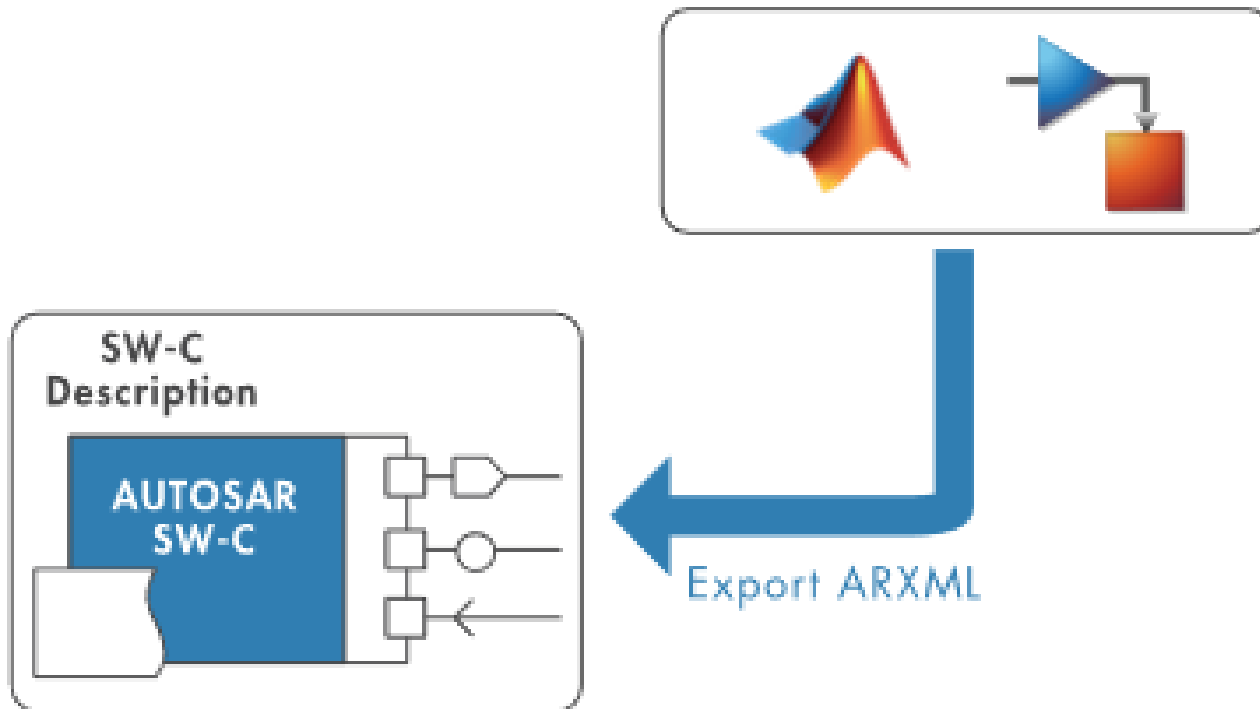 SW-C
Description
AUTOSAR
SW-C
Export ARXML